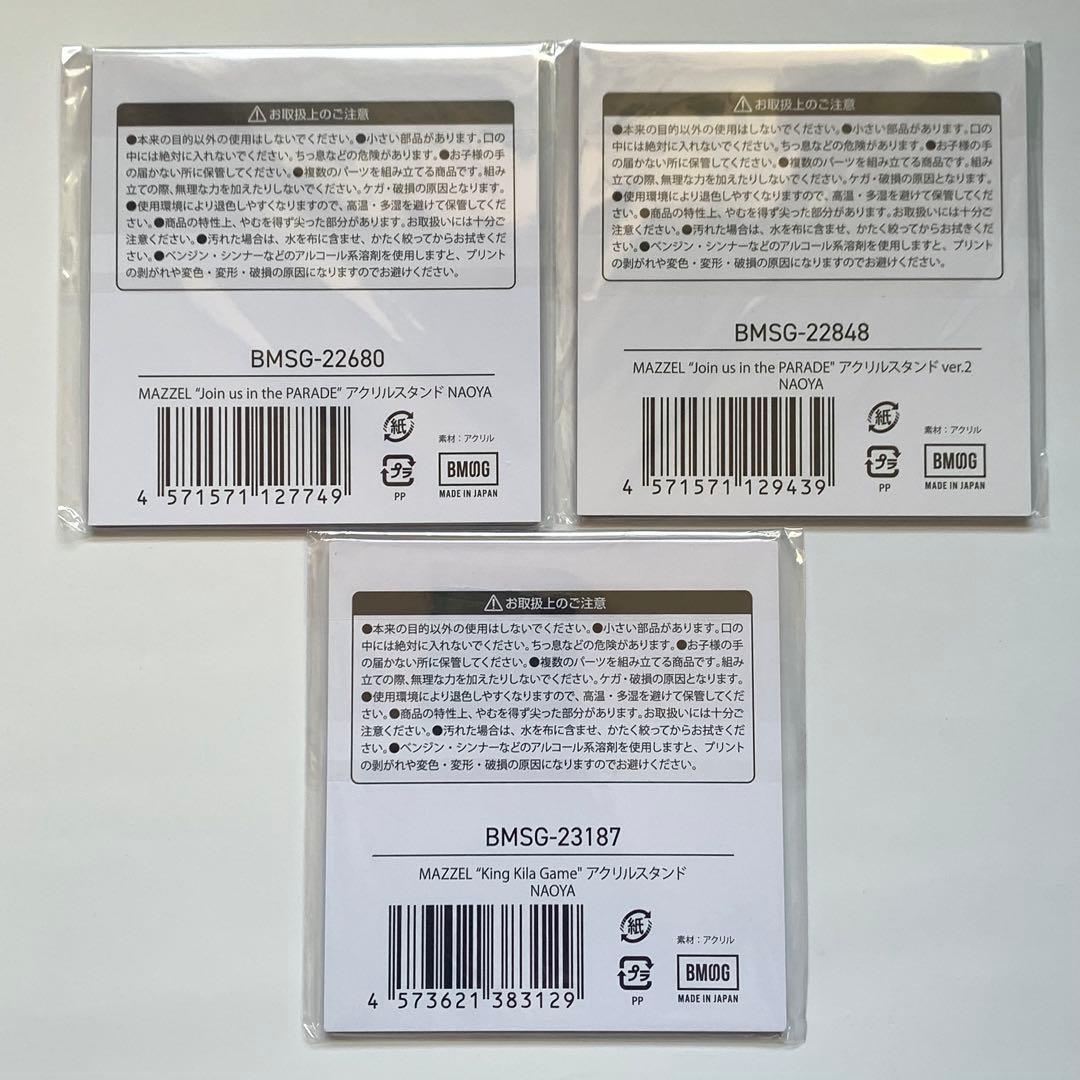 お取扱上のご注意
●本来の目的以外の使用はしないでください。●小さい部品があります。口の
中には絶対に入れないでください。ちっ息などの危険があります。●お子様の手
の届かない所に保管してください。●複数のパーツを組み立てる商品です。組み
立ての際、無理な力を加えたりしないでください。ケガ・破損の原因となります。
●使用環境により退色しやすくなりますので、高温・多湿を避けて保管してくだ
さい。●商品の特性上、やむを得ず尖った部分があります。お取扱いには十分ご
注意ください。●汚れた場合は、水を布に含ませ、かたく絞ってからお拭きくだ
さい。●ベンジン・シンナーなどのアルコール系溶剤を使用しますと、プリント
の剥がれや変色・変形・破損の原因になりますのでお避けください。
BMSG-22680
MAZZEL “Join us in the PARADE” アクリルスタンド NAOYA
紙
素材：アクリル
プラ
BMSG
PP
MADE IN JAPAN
4 571571 127749
お取扱上のご注意
●本来の目的以外の使用はしないでください。●小さい部品があります。口の
中には絶対に入れないでください。ちっ息などの危険があります。●お子様の手
の届かない所に保管してください。●複数のパーツを組み立てる商品です。組み
立ての際、無理な力を加えたりしないでください。ケガ・破損の原因となります。
●使用環境により退色しやすくなりますので、高温・多湿を避けて保管してくだ
さい。●商品の特性上、やむを得ず尖った部分があります。お取扱いには十分ご
注意ください。●汚れた場合は、水を布に含ませ、かたく絞ってからお拭きくだ
さい。●ベンジン・シンナーなどのアルコール系溶剤を使用しますと、プリント
の剥がれや変色・変形・破損の原因になりますのでお避けください。
BMSG-22848
MAZZEL “Join us in the PARADE” アクリルスタンド ver.2
NAOYA
紙
素材：アクリル
プラ
BMSG
PP
MADE IN JAPAN
4 571571 129439
お取扱上のご注意
●本来の目的以外の使用はしないでください。●小さい部品があります。口の
中には絶対に入れないでください。ちっ息などの危険があります。●お子様の手
の届かない所に保管してください。●複数のパーツを組み立てる商品です。組み
立ての際、無理な力を加えたりしないでください。ケガ・破損の原因となります。
●使用環境により退色しやすくなりますので、高温・多湿を避けて保管してくだ
さい。●商品の特性上、やむを得ず尖った部分があります。お取扱いには十分ご
注意ください。●汚れた場合は、水を布に含ませ、かたく絞ってからお拭きくだ
さい。●ベンジン・シンナーなどのアルコール系溶剤を使用しますと、プリント
の剥がれや変色・変形・破損の原因になりますのでお避けください。
BMSG-23187
MAZZEL “King Kila Game" アクリルスタンド
NAOYA
紙
素材：アクリル
プラ
BMSG
PP
MADE IN JAPAN
4 573621 383129